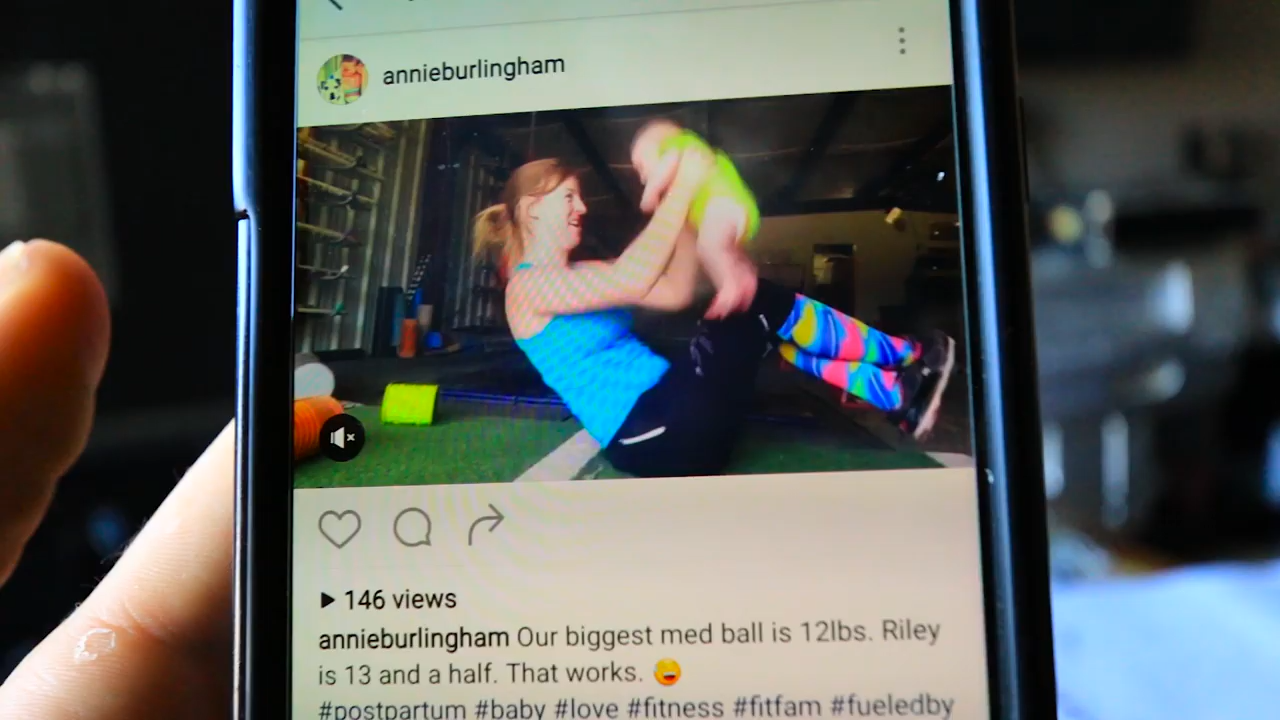 annieburlingham
146 views
annieburlingham Our biggest med ball is 12lbs. Riley
is 13 and a half. That works. 😄
#postpartum #baby #love #fitness #fitfam #fueledby